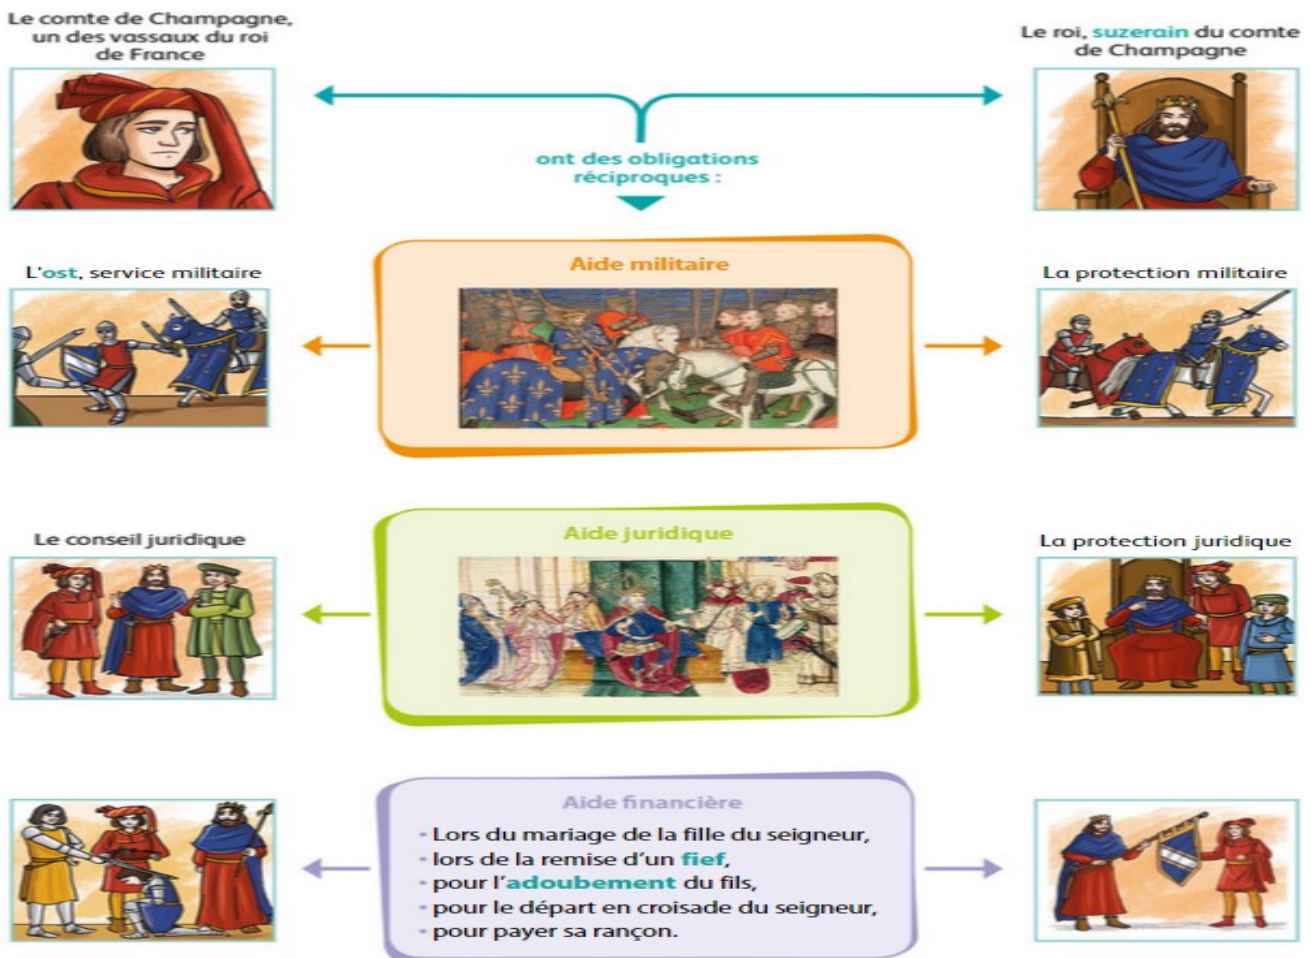 Le comte de Champagne,
un des vassaux du roi
de France
Le roi, suzerain du comte
de Champagne
ont des obligations
réciproques :
L'ost, service militaire
Aide militaire
La protection militaire
Le conseil juridique
Aide juridique
La protection juridique
Aide financière
• Lors du mariage de la fille du seigneur,
• lors de la remise d'un fief,
• pour l'adoubement du fils,
• pour le départ en croisade du seigneur,
• pour payer sa rançon.